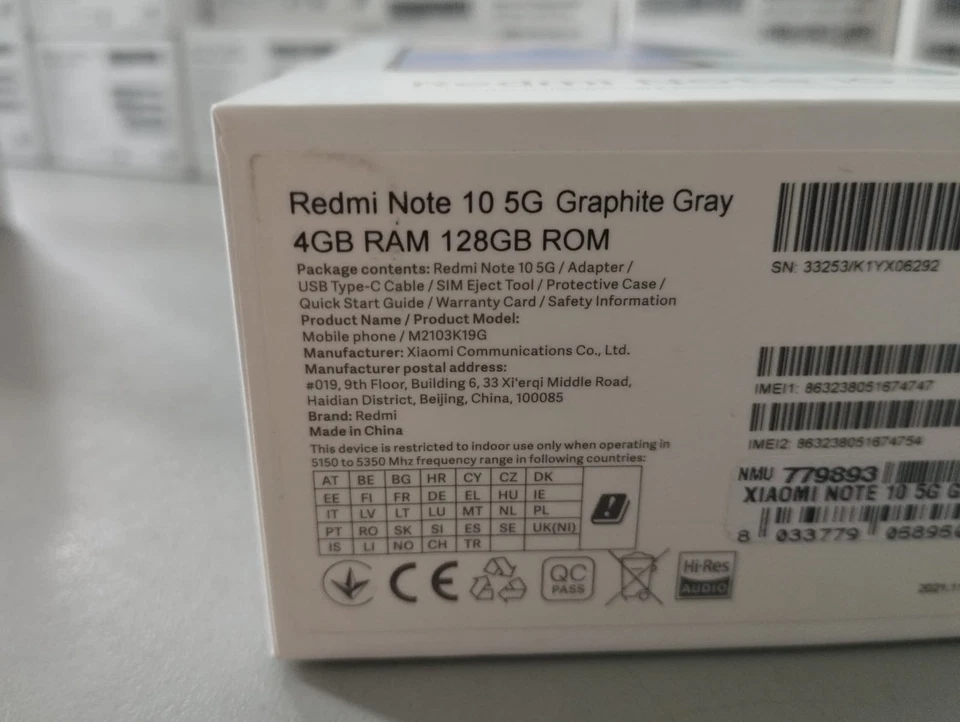 Redmi Note 10 5G Graphite Gray
4GB RAM 128GB ROM
Package contents: Redmi Note 10 5G / Adapter /
USB Type-C Cable / SIM Eject Tool / Protective Case /
Quick Start Guide / Warranty Card / Safety Information
Product Name / Product Model:
Mobile phone / M2103K19G
Manufacturer: Xiaomi Communications Co., Ltd.
Manufacturer postal address:
#019, 9th Floor, Building 6, 33 Xi'erqi Middle Road,
Haidian District, Beijing, China, 100085
Brand: Redmi
Made in China
This device is restricted to indoor use only when operating in
5150 to 5350 Mhz frequency range in following countries:
AT BE BG HR CY CZ DK
EE FI FR DE EL HU IE
IT LV LT LU MT NL PL
PT RO SK SI ES SE UK(NI)
IS LI NO CH TR
CE
QC
PASS
Hi-Res
AUDIO
SN: 33253/K1YX06292
IMEI1: 863238051674747
IMEI2: 863238051674754
NMU 779893
XIAOMI NOTE 10 5G G
8 033779 05895